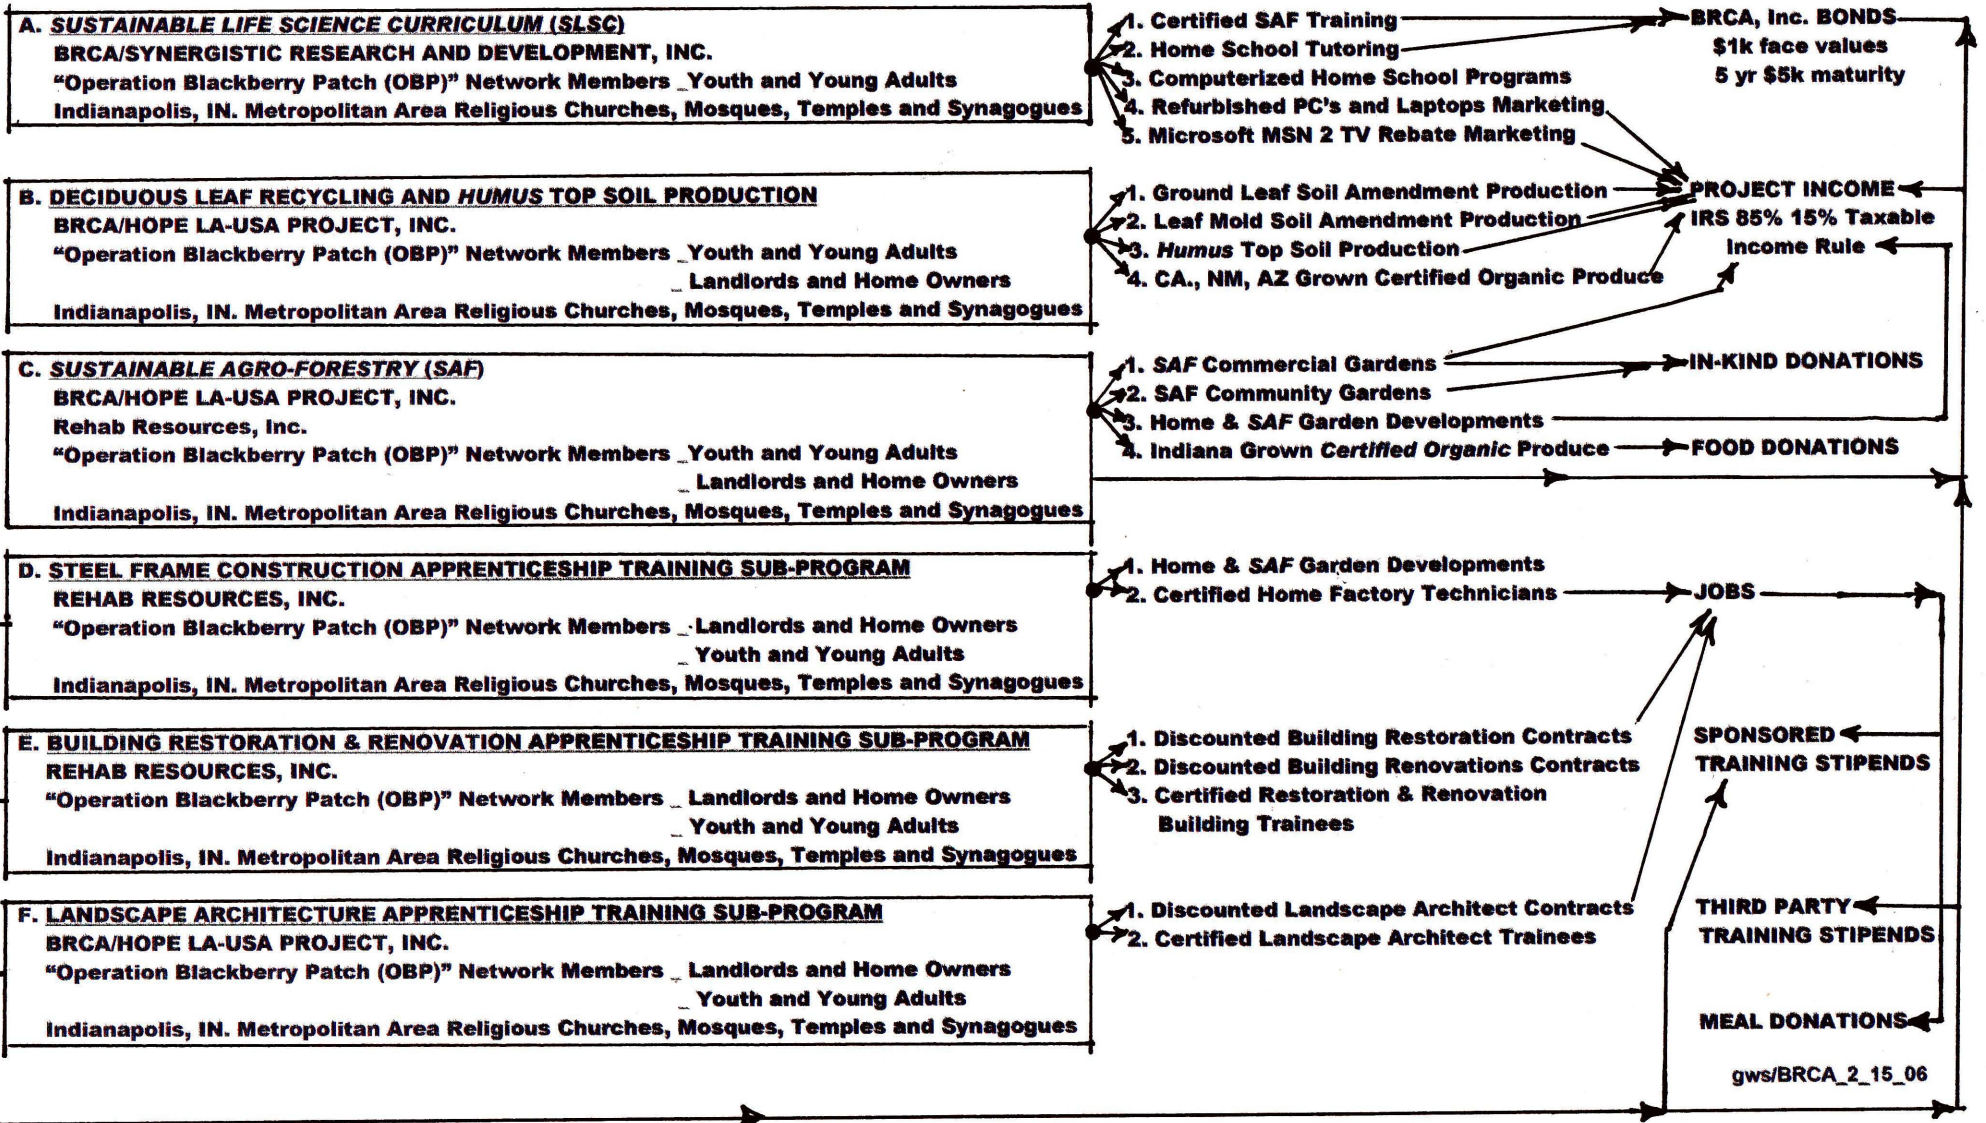 A. SUSTAINABLE LIFE SCIENCE CURRICULUM (SLSC)
BRCA/SYNERGISTIC RESEARCH AND DEVELOPMENT, INC.
“Operation Blackberry Patch (OBP)” Network Members _Youth and Young Adults
Indianapolis, IN. Metropolitan Area Religious Churches, Mosques, Temples and Synagogues
1. Certified SAF Training
2. Home School Tutoring
3. Computerized Home School Programs
4. Refurbished PC's and Laptops Marketing
5. Microsoft MSN 2 TV Rebate Marketing
BRCA, Inc. BONDS
$1k face values
5 yr $5k maturity
B. DECIDUOUS LEAF RECYCLING AND HUMUS TOP SOIL PRODUCTION
BRCA/HOPE LA-USA PROJECT, INC.
“Operation Blackberry Patch (OBP)” Network Members _Youth and Young Adults
_ Landlords and Home Owners
Indianapolis, IN. Metropolitan Area Religious Churches, Mosques, Temples and Synagogues
1. Ground Leaf Soil Amendment Production
2. Leaf Mold Soil Amendment Production
3. Humus Top Soil Production
4. CA., NM, AZ Grown Certified Organic Produce
PROJECT INCOME
IRS 85% 15% Taxable
Income Rule
C. SUSTAINABLE AGRO-FORESTRY (SAF)
BRCA/HOPE LA-USA PROJECT, INC.
Rehab Resources, Inc.
“Operation Blackberry Patch (OBP)” Network Members _Youth and Young Adults
_ Landlords and Home Owners
Indianapolis, IN. Metropolitan Area Religious Churches, Mosques, Temples and Synagogues
1. SAF Commercial Gardens
2. SAF Community Gardens
3. Home & SAF Garden Developments
4. Indiana Grown Certified Organic Produce
IN-KIND DONATIONS
FOOD DONATIONS
D. STEEL FRAME CONSTRUCTION APPRENTICESHIP TRAINING SUB-PROGRAM
REHAB RESOURCES, INC.
“Operation Blackberry Patch (OBP)” Network Members _ Landlords and Home Owners
_ Youth and Young Adults
Indianapolis, IN. Metropolitan Area Religious Churches, Mosques, Temples and Synagogues
1. Home & SAF Garden Developments
2. Certified Home Factory Technicians
JOBS
E. BUILDING RESTORATION & RENOVATION APPRENTICESHIP TRAINING SUB-PROGRAM
REHAB RESOURCES, INC.
“Operation Blackberry Patch (OBP)” Network Members _ Landlords and Home Owners
_ Youth and Young Adults
Indianapolis, IN. Metropolitan Area Religious Churches, Mosques, Temples and Synagogues
1. Discounted Building Restoration Contracts
2. Discounted Building Renovations Contracts
3. Certified Restoration & Renovation
Building Trainees
SPONSORED
TRAINING STIPENDS
F. LANDSCAPE ARCHITECTURE APPRENTICESHIP TRAINING SUB-PROGRAM
BRCA/HOPE LA-USA PROJECT, INC.
“Operation Blackberry Patch (OBP)” Network Members _ Landlords and Home Owners
_ Youth and Young Adults
Indianapolis, IN. Metropolitan Area Religious Churches, Mosques, Temples and Synagogues
1. Discounted Landscape Architect Contracts
2. Certified Landscape Architect Trainees
THIRD PARTY
TRAINING STIPENDS
MEAL DONATIONS
gws/BRCA_2_15_06